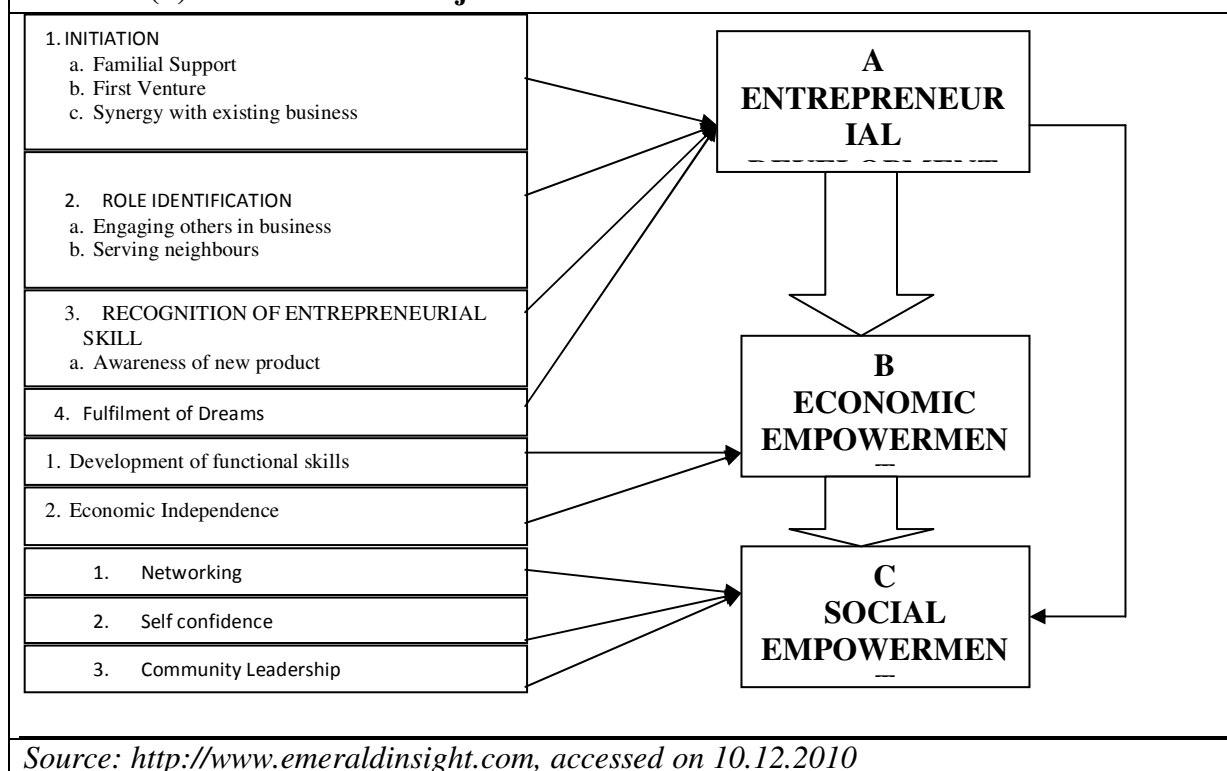 1. INITIATION
a. Familial Support
b. First Venture
c. Synergy with existing business
2. ROLE IDENTIFICATION
a. Engaging others in business
b. Serving neighbours
3. RECOGNITION OF ENTREPRENEURIAL
SKILL
a. Awareness of new product
4. Fulfilment of Dreams
1. Development of functional skills
2. Economic Independence
1. Networking
2. Self confidence
3. Community Leadership
A
ENTREPRENEUR
IAL
DEVELOPMENT
B
ECONOMIC
EMPOWERMEN
C
SOCIAL
EMPOWERMEN
Source: http://www.emeraldinsight.com, accessed on 10.12.2010